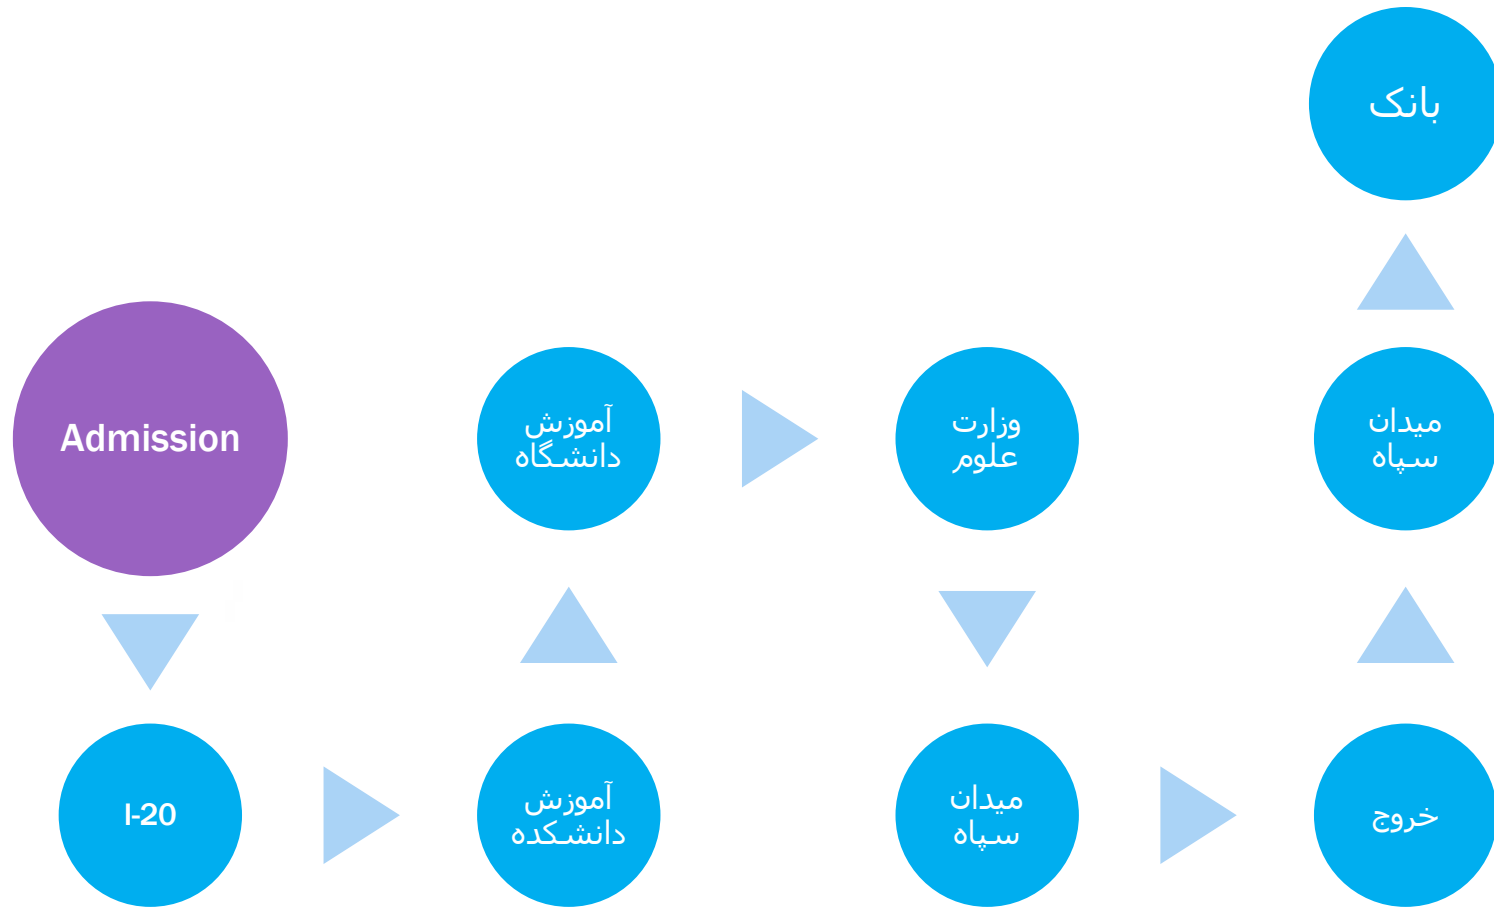 Admission
I-20
آموزش
دانشکده
آموزش
دانشگاه
وزارت
علوم
میدان
سپاه
خروج
میدان
سپاه
بانک